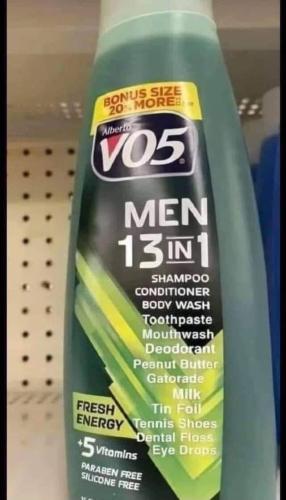 BONUS SIZE
20% MORE
Alberto
VO5
MEN
13 IN 1
SHAMPOO
CONDITIONER
BODY WASH
Toothpaste
Mouthwash
Deodorant
Peanut Butter
Gatorade
Milk
Tin Foil
Tennis Shoes
Dental Floss
Eye Drops
FRESH
ENERGY
+5 Vitamins
PARABEN FREE
SILICONE FREE